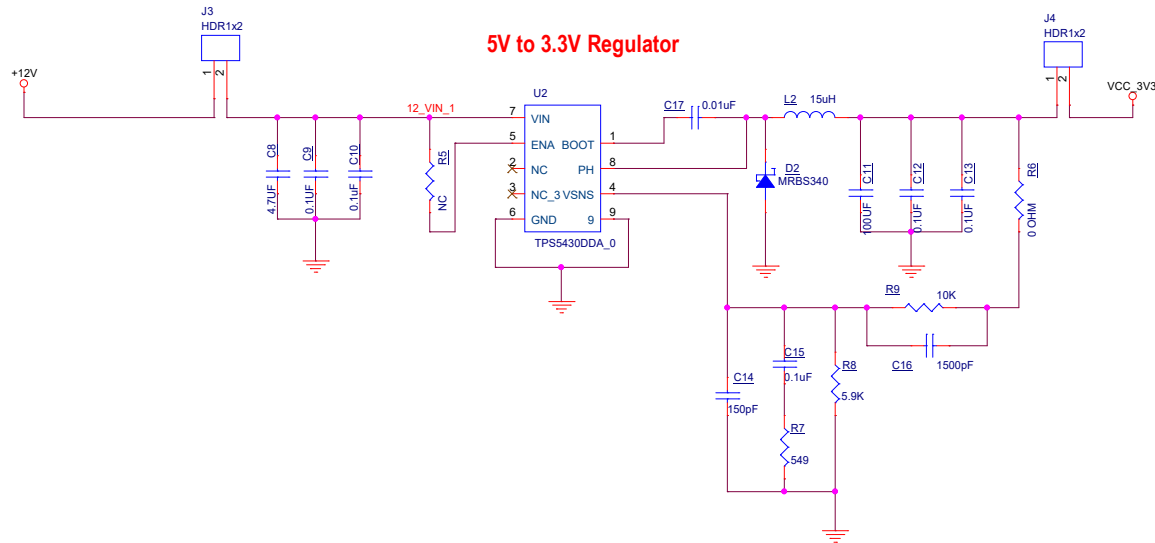 J3
HDR1x2
J4
HDR1x2
5V to 3.3V Regulator
+12V
1
2
1
2
VCC_3V3
U2
C17
0.01uF
L2
15uH
12_VIN_1
7
VIN
5
ENA
BOOT
1
2
NC
PH
8
3
NC_3
VSNS
4
6
GND
9
9
TPS5430DDA_0
C8
4.7UF
C9
0.1UF
C10
0.1uF
R5
NC
D2
MRBS340
C11
100UF
C12
0.1UF
C13
0.1UF
R6
0 OHM
R9
10K
C16
1500pF
C15
0.1uF
C14
150pF
R8
5.9K
R7
549